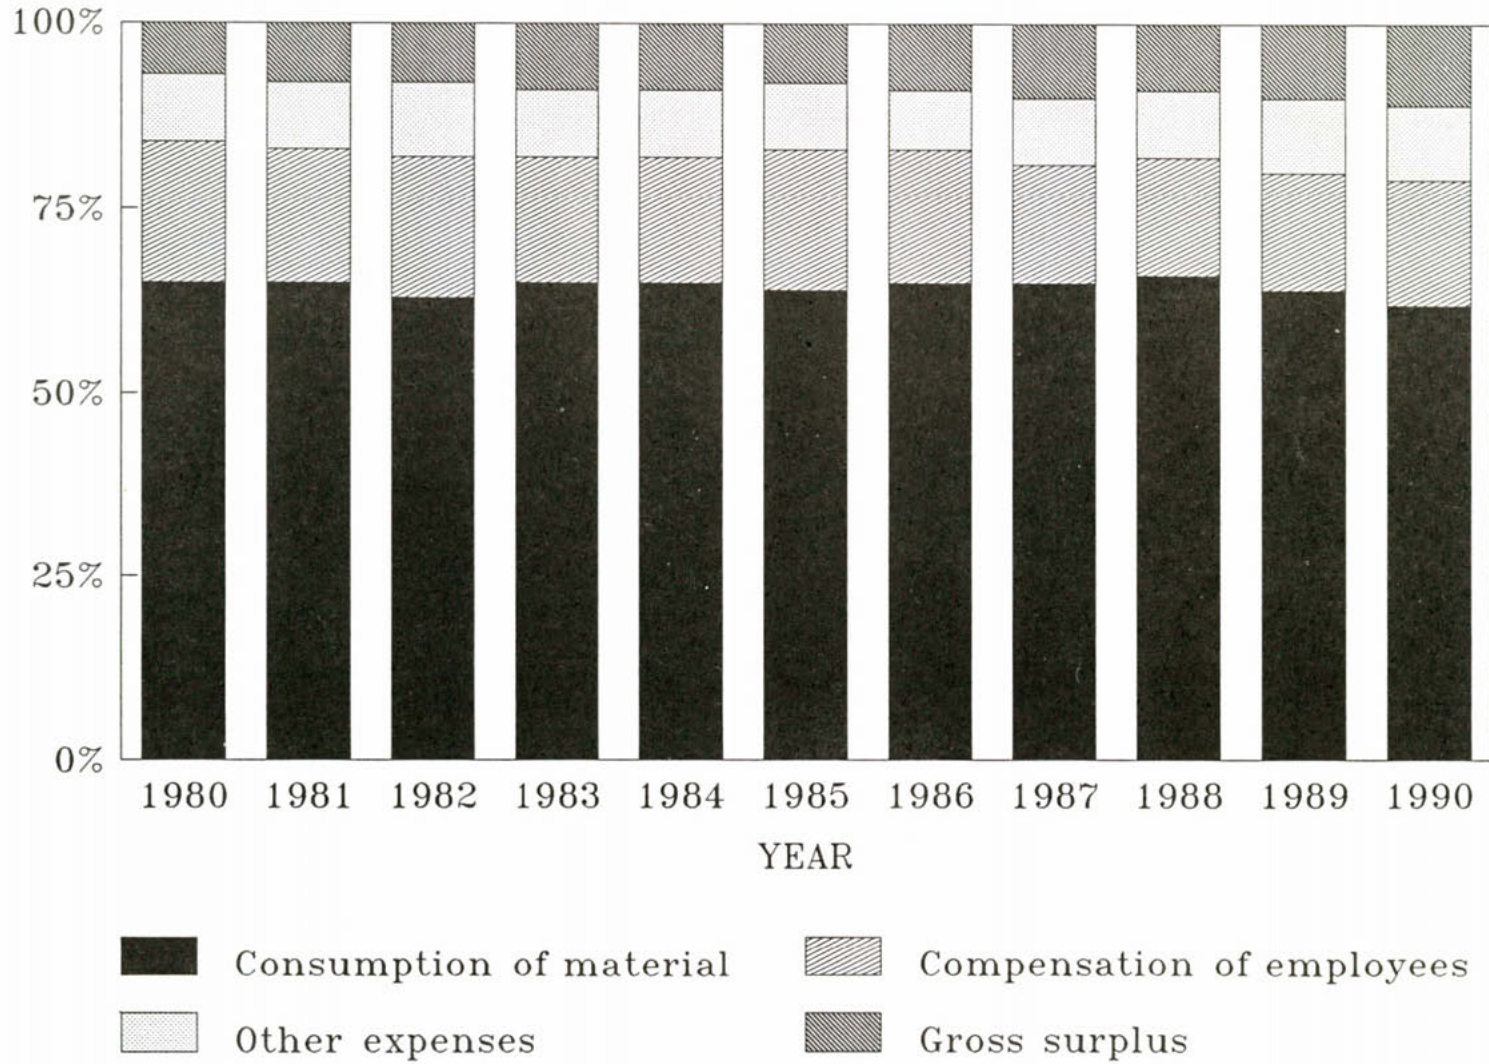 100%
75%
50%
25%
0%
1980 1981 1982 1983 1984 1985 1986 1987 1988 1989 1990
YEAR
Consumption of material Compensation of employees
Other expenses Gross surplus